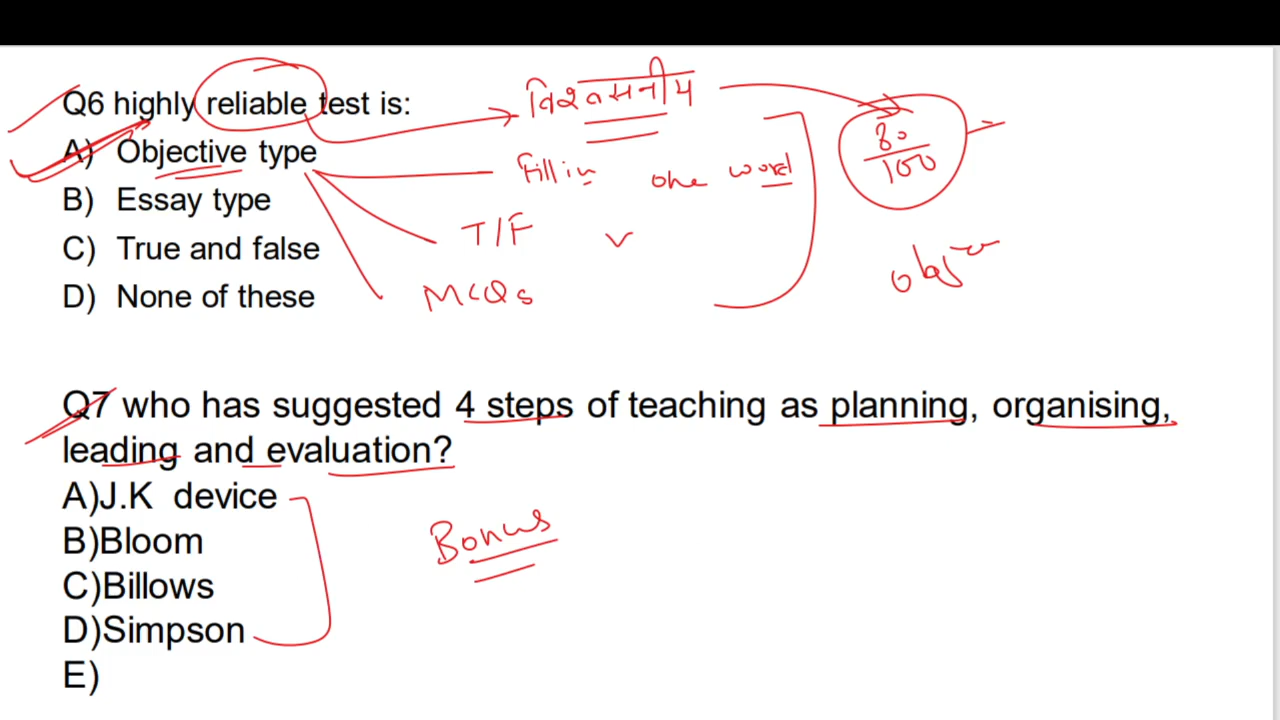 Q6 highly reliable test is:
विश्वसनीय
A) Objective type
Fill in one word
80
100
B) Essay type
T/F
C) True and false
D) None of these
MCQs
Q7 who has suggested 4 steps of teaching as planning, organising,
leading and evaluation?
A)J.K device
B)Bloom
Bonus
C)Billows
D)Simpson
E)